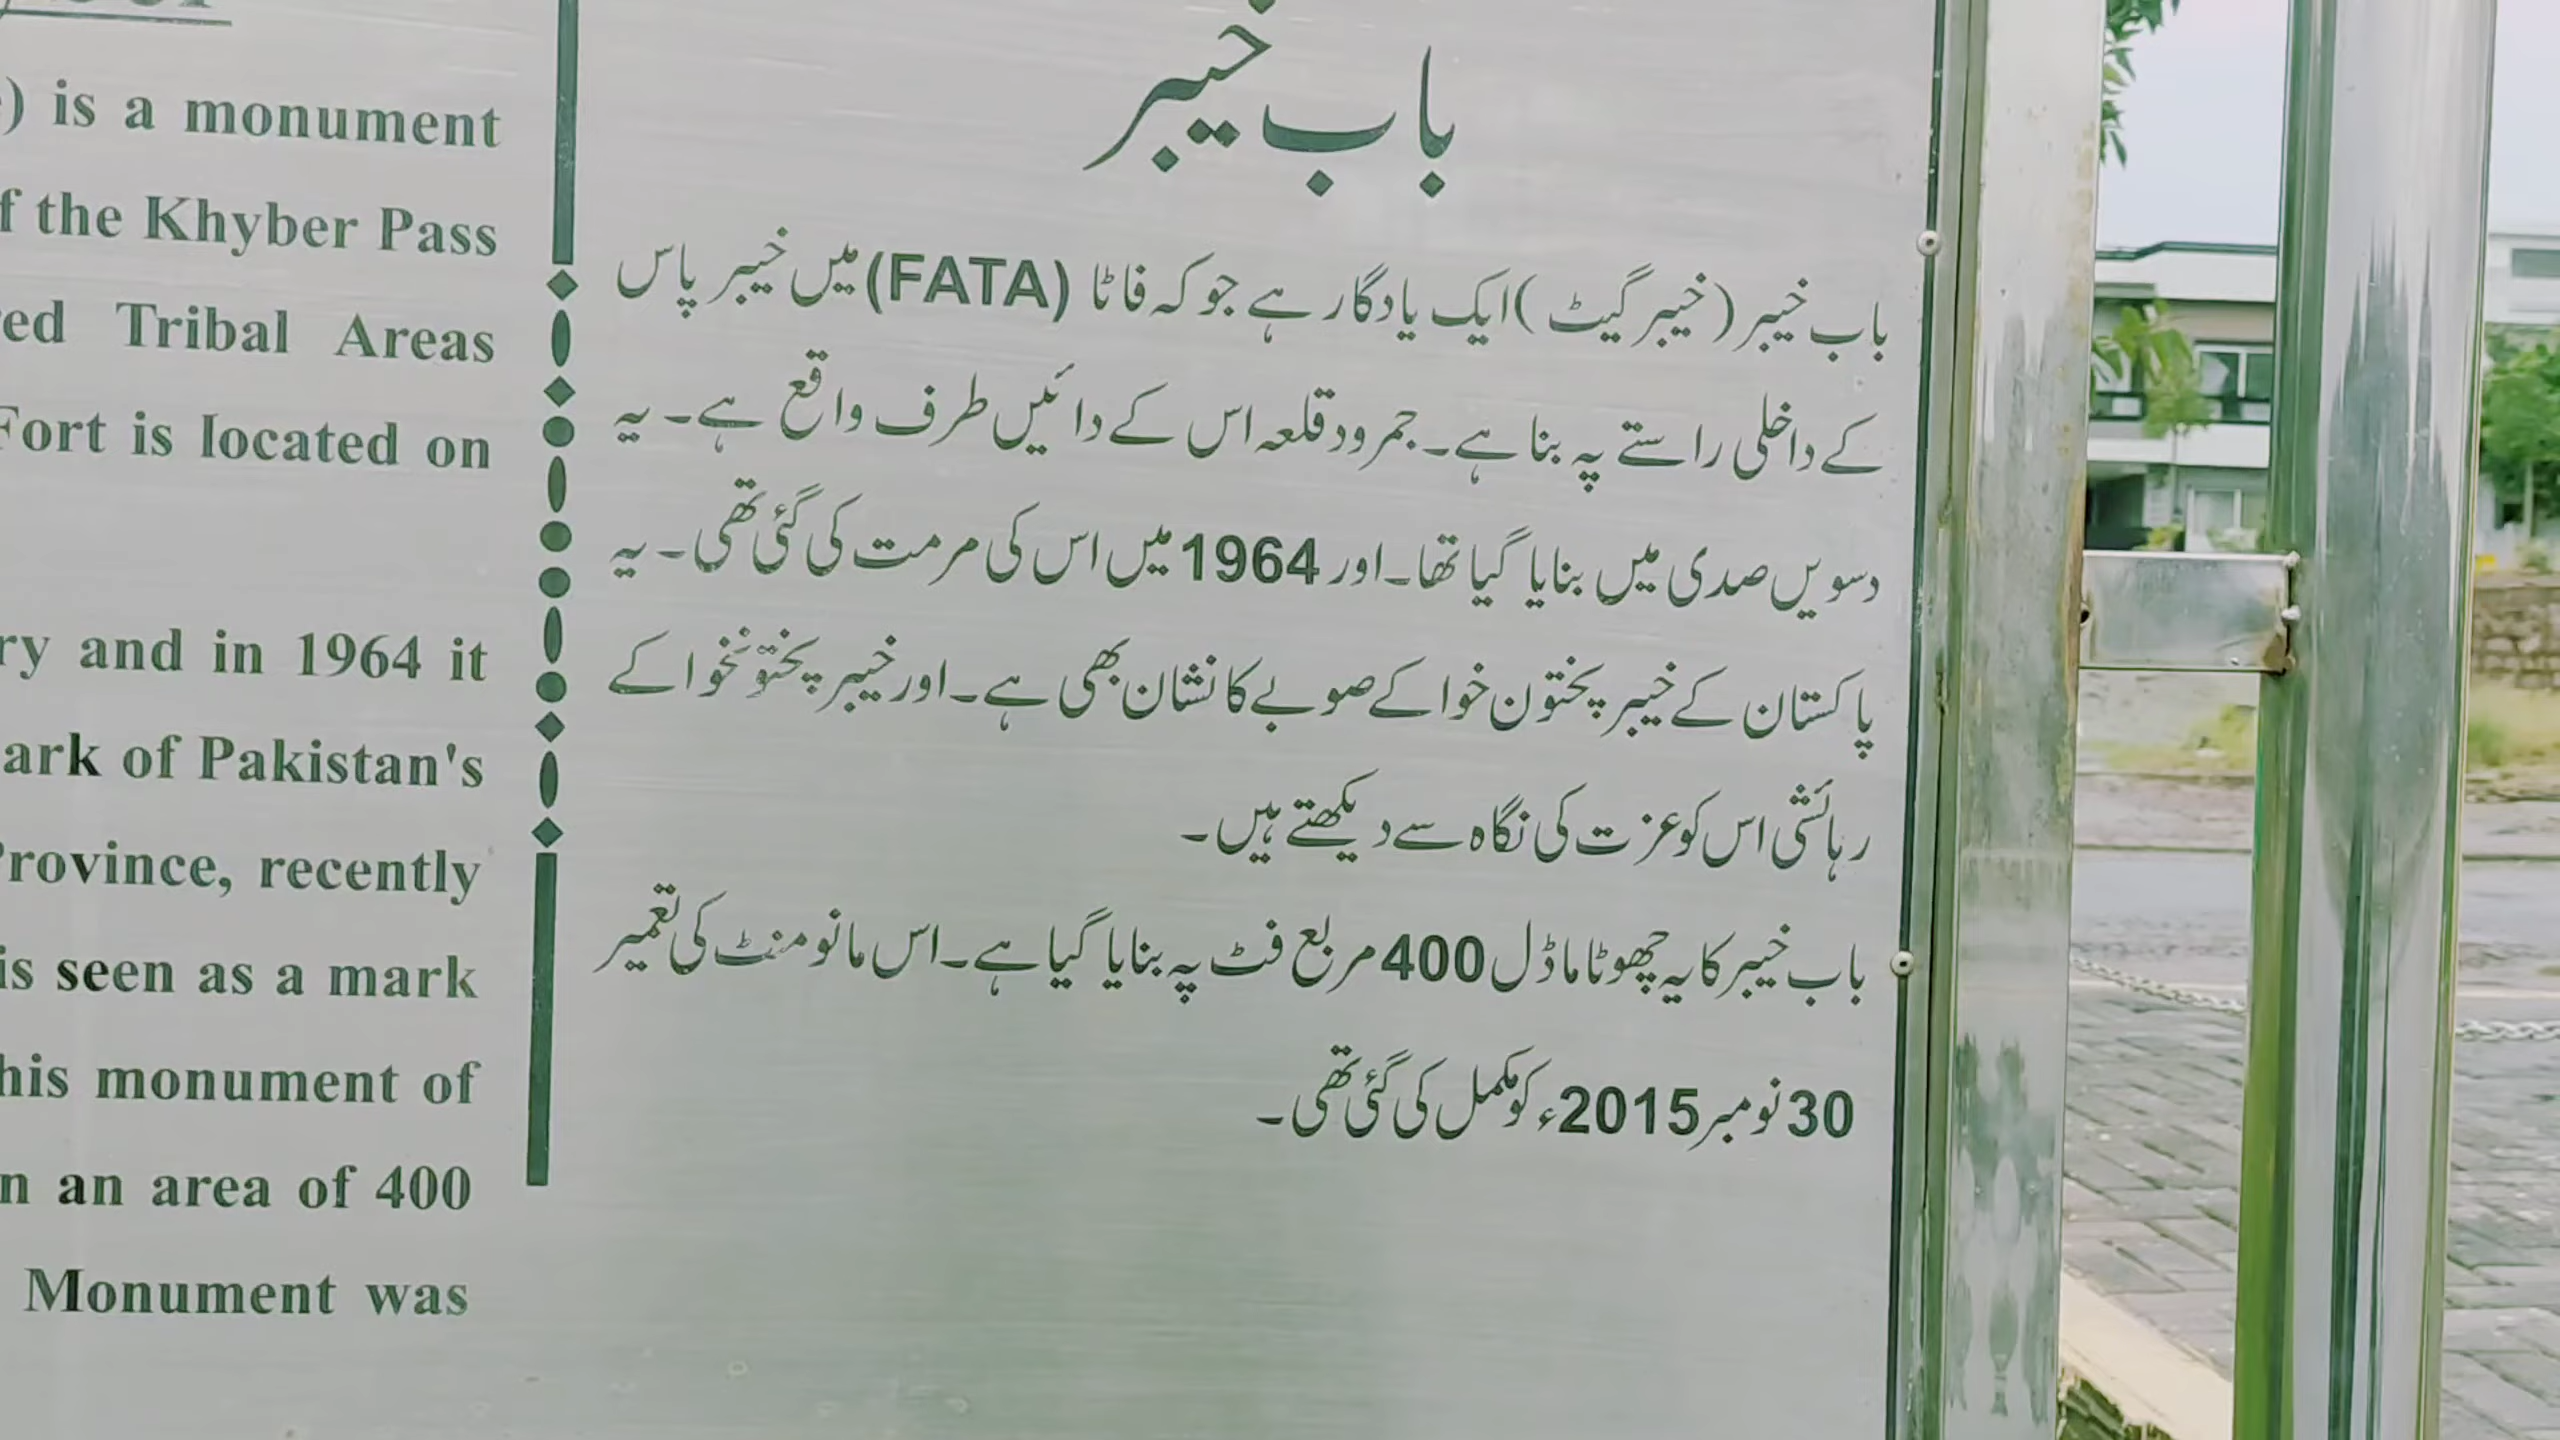 ) is a monument
f the Khyber Pass
ed Tribal Areas
Fort is located on
ry and in 1964 it
ark of Pakistan's
Province, recently
is seen as a mark
his monument of
n an area of 400
Monument was
باب خیبر
باب خیبر (خیبر گیٹ) ایک یادگار ہے جو کہ فاٹا (FATA) میں خیبر پاس
کے داخلی راستے پہ بنا ہے۔ جمرود قلعہ اس کے دائیں طرف واقع ہے۔ یہ
دسویں صدی میں بنایا گیا تھا۔ اور 1964 میں اس کی مرمت کی گئی تھی۔ یہ
پاکستان کے خیبر پختون خوا کے صوبے کا نشان بھی ہے۔ اور خیبر پختونخوا کے
رہائشی اس کو عزت کی نگاہ سے دیکھتے ہیں۔
باب خیبر کا یہ چھوٹا ماڈل 400 مربع فٹ پہ بنایا گیا ہے۔ اس مانومنٹ کی تعمیر
30 نومبر 2015ء کو مکمل کی گئی تھی۔